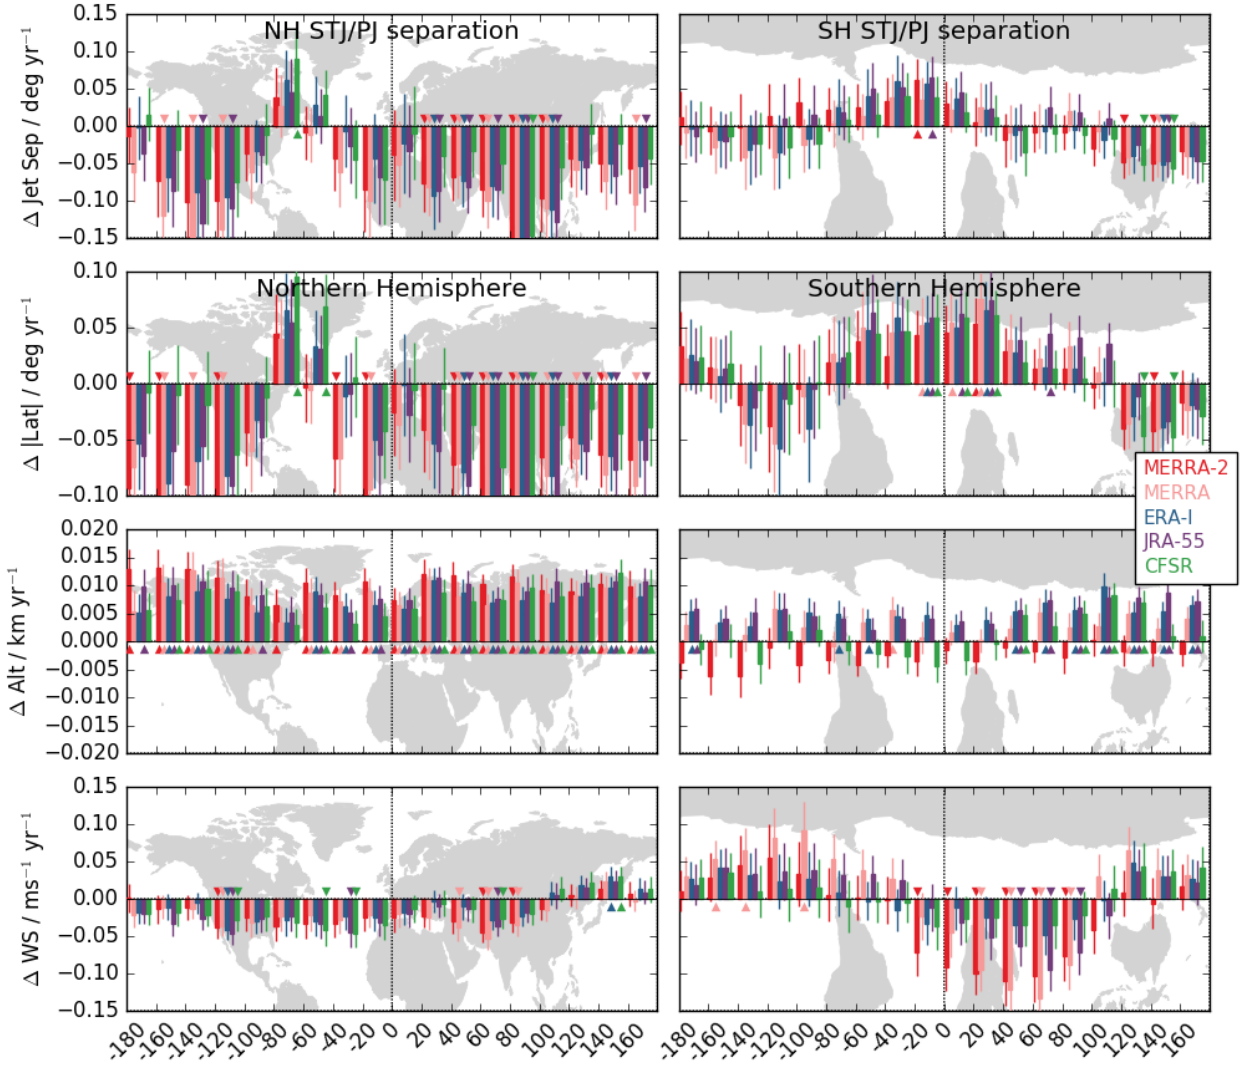 NH STJ/PJ separation
SH STJ/PJ separation
Δ Jet Sep / deg yr⁻¹
0.15
0.10
0.05
0.00
−0.05
−0.10
−0.15
Northern Hemisphere
Southern Hemisphere
Δ |Lat| / deg yr⁻¹
0.10
0.05
0.00
−0.05
−0.10
MERRA-2
MERRA
ERA-I
JRA-55
CFSR
Δ Alt / km yr⁻¹
0.020
0.015
0.010
0.005
0.000
−0.005
−0.010
−0.015
−0.020
Δ WS / ms⁻¹ yr⁻¹
0.15
0.10
0.05
0.00
−0.05
−0.10
−0.15
-180 -160 -140 -120 -100 -80 -60 -40 -20 0 20 40 60 80 100 120 140 160
-180 -160 -140 -120 -100 -80 -60 -40 -20 0 20 40 60 80 100 120 140 160